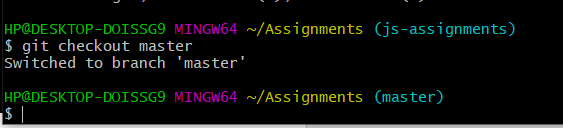 HP@DESKTOP-DOISSG9 MINGW64 ~/Assignments (js-assignments)
$ git checkout master
Switched to branch 'master'
HP@DESKTOP-DOISSG9 MINGW64 ~/Assignments (master)
$